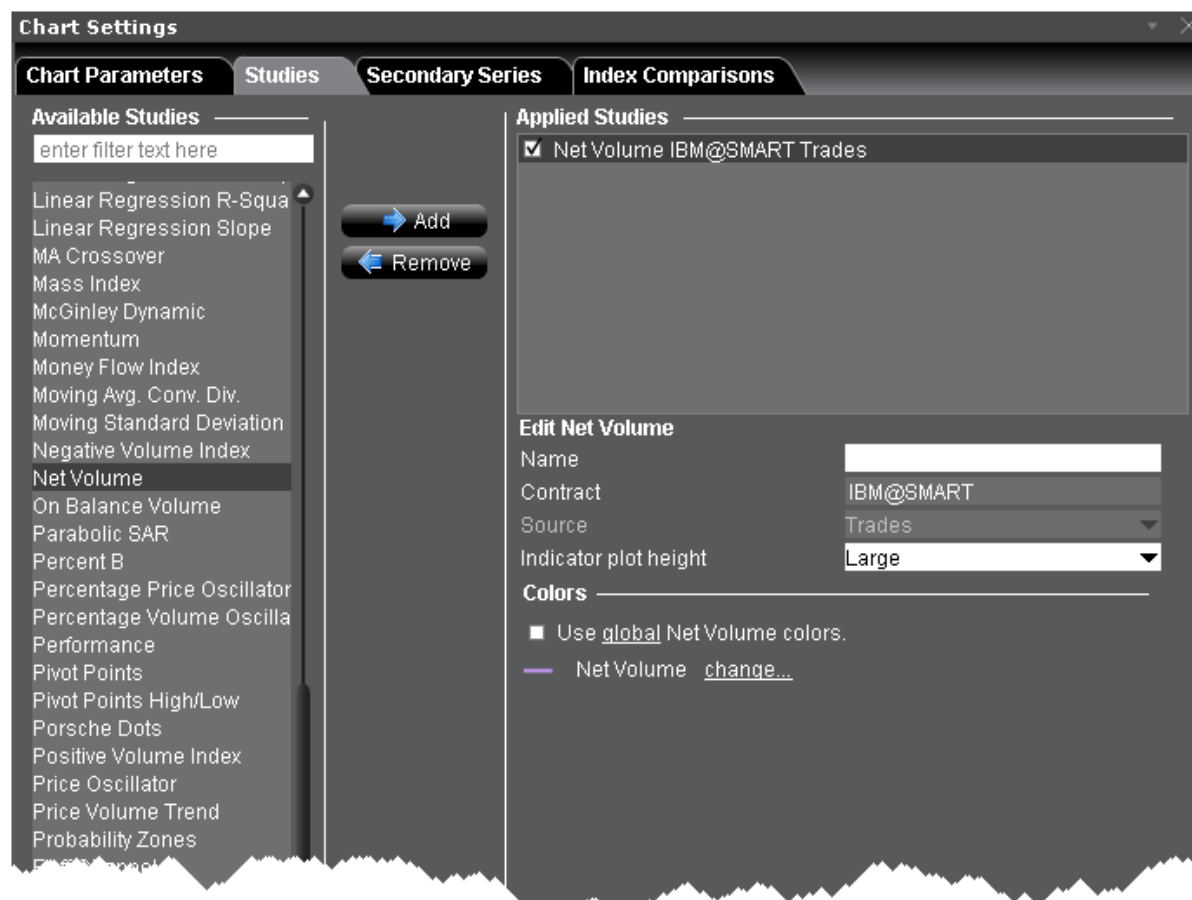 Chart Settings
Chart Parameters
Studies
Secondary Series
Index Comparisons
Available Studies
enter filter text here
Linear Regression R-Squa
Linear Regression Slope
MA Crossover
Mass Index
McGinley Dynamic
Momentum
Money Flow Index
Moving Avg. Conv. Div.
Moving Standard Deviation
Negative Volume Index
Net Volume
On Balance Volume
Parabolic SAR
Percent B
Percentage Price Oscillator
Percentage Volume Oscilla
Performance
Pivot Points
Pivot Points High/Low
Porsche Dots
Positive Volume Index
Price Oscillator
Price Volume Trend
Probability Zones
Add
Remove
Applied Studies
Net Volume IBM@SMART Trades
Edit Net Volume
Name
Contract IBM@SMART
Source Trades
Indicator plot height Large
Colors
Use global Net Volume colors.
Net Volume change...